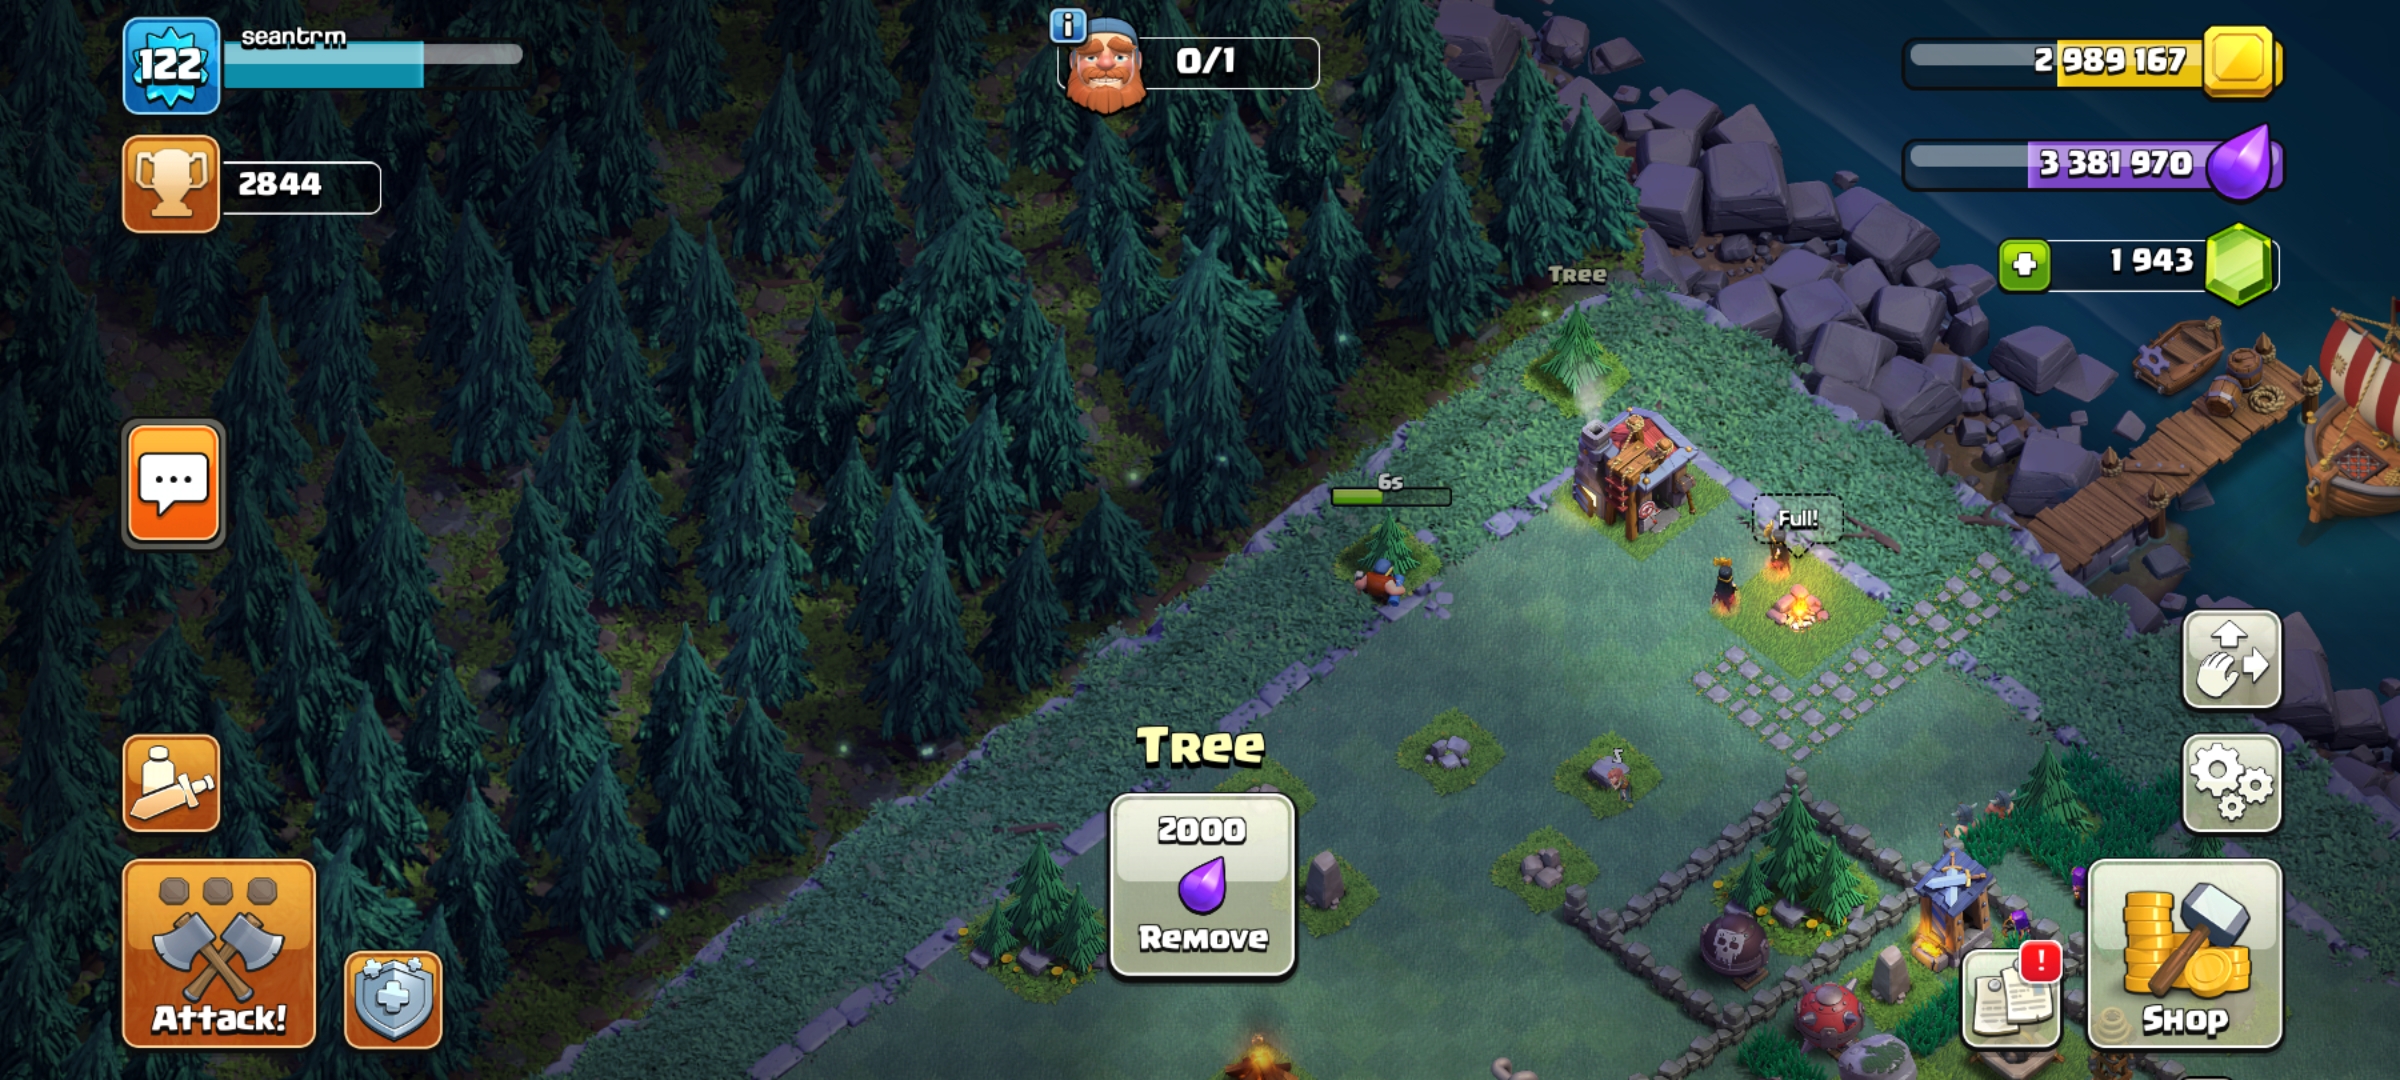 122
seantrm
0/1
2 989 167
2844
3 381 970
1 943
Tree
6s
Full!
Tree
2000
Remove
Attack!
!
Shop